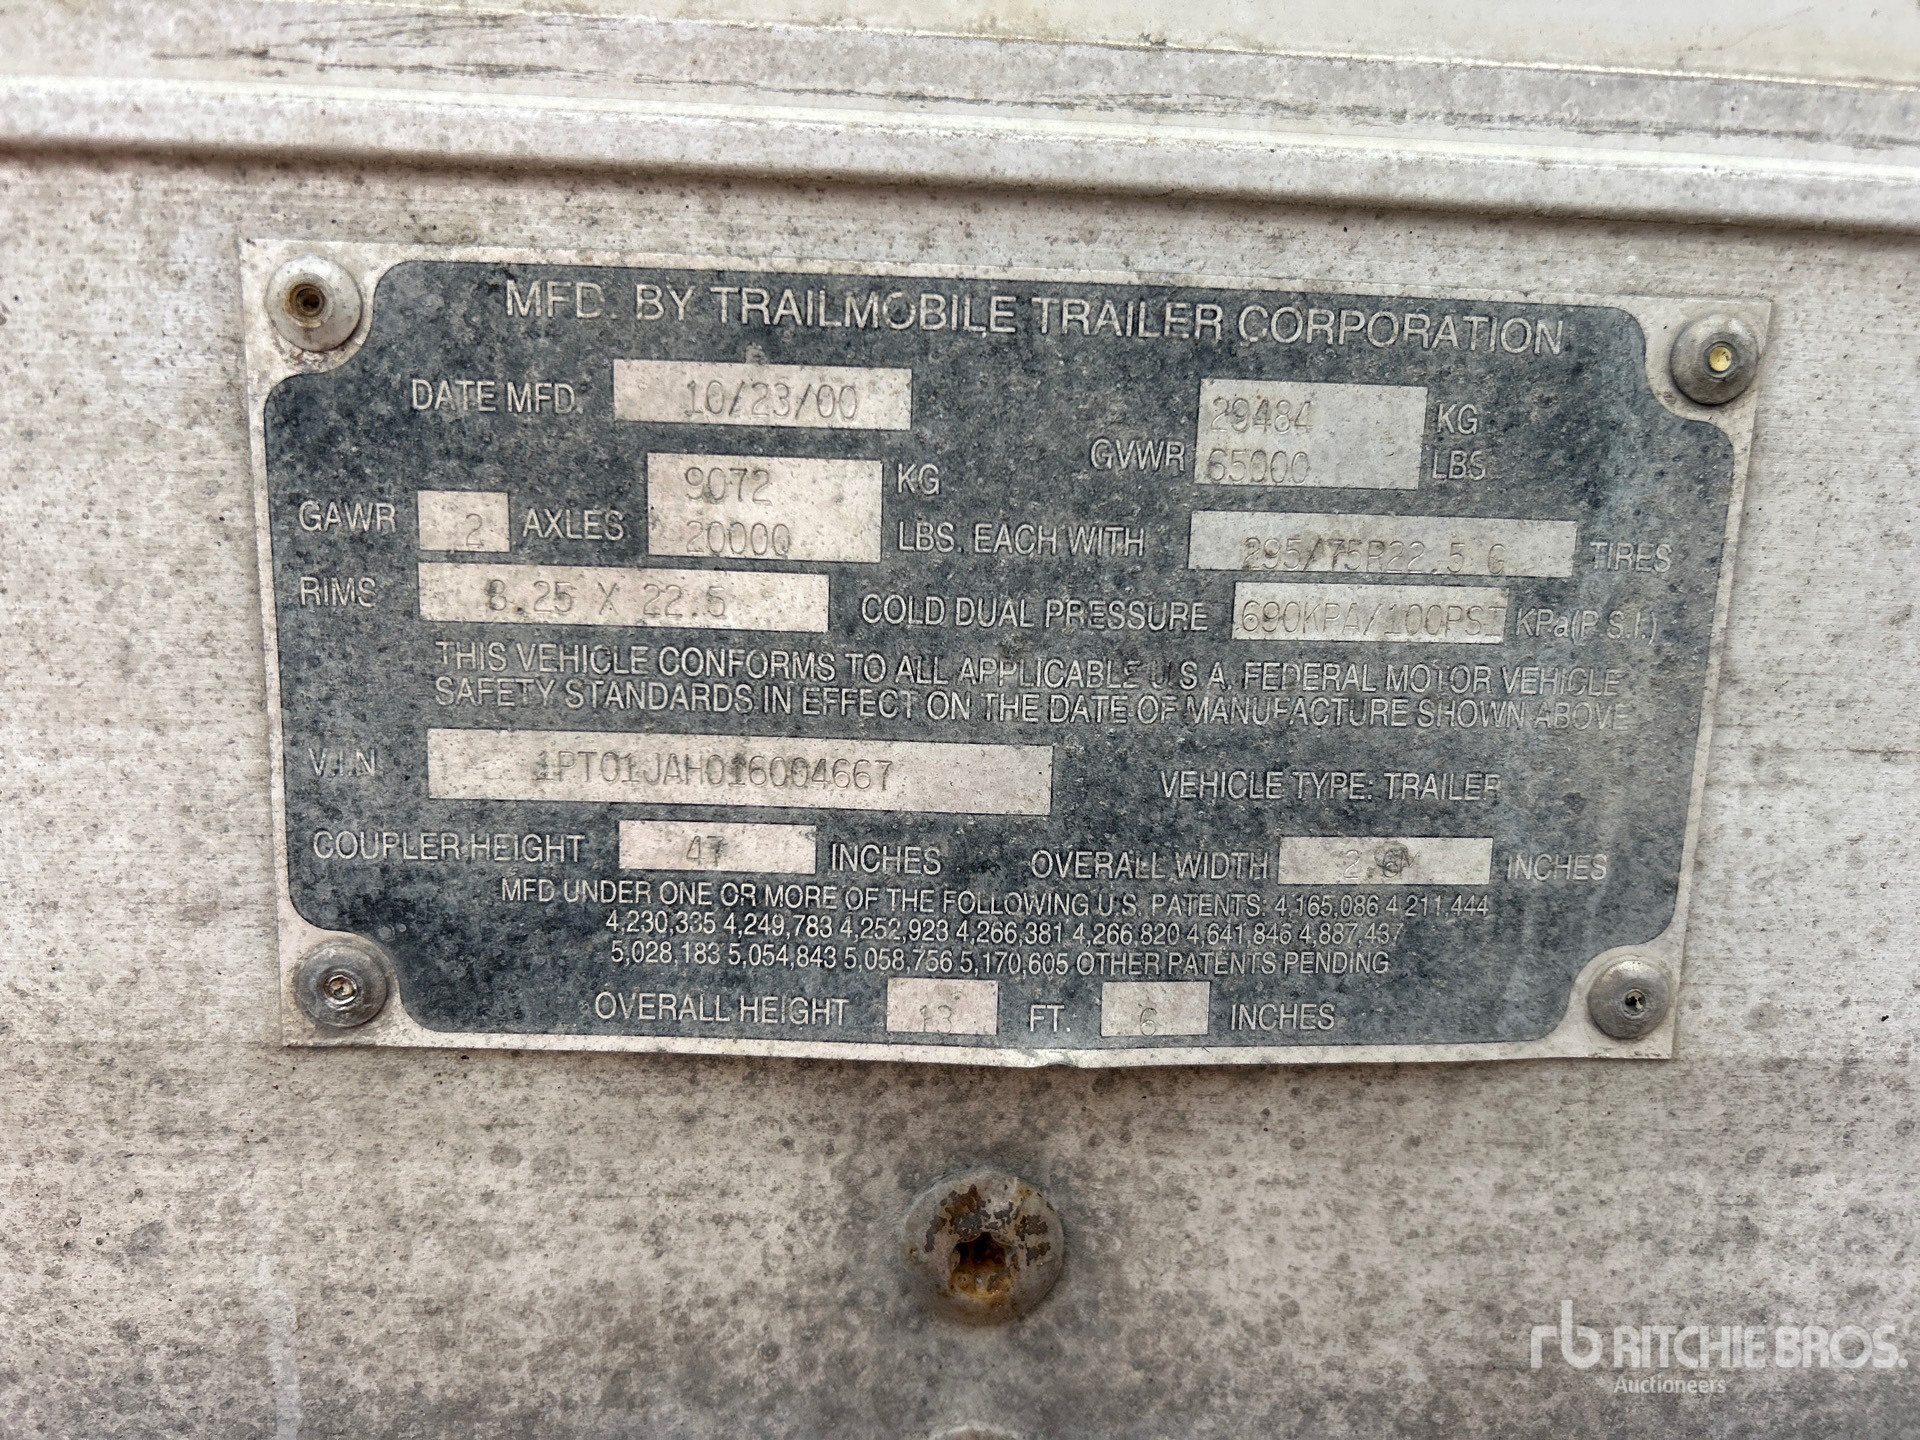 MFD. BY TRAILMOBILE TRAILER CORPORATION
DATE MFD. 10/23/00
GVWR 29484 KG
65000 LBS
GAWR 2 AXLES 9072 KG
20000 LBS. EACH WITH 295/75R22.5 G TIRES
RIMS 8.25 X 22.5 COLD DUAL PRESSURE 690KPA/100PSI KPa(P.S.I.)
THIS VEHICLE CONFORMS TO ALL APPLICABLE U.S.A. FEDERAL MOTOR VEHICLE
SAFETY STANDARDS IN EFFECT ON THE DATE OF MANUFACTURE SHOWN ABOVE
V.I.N. 1PT01JAH016004667 VEHICLE TYPE: TRAILER
COUPLER HEIGHT 47 INCHES OVERALL WIDTH 2.6M INCHES
MFD UNDER ONE OR MORE OF THE FOLLOWING U.S. PATENTS: 4,165,086 4,211,444
4,230,335 4,249,783 4,252,923 4,266,381 4,266,820 4,641,846 4,887,437
5,028,183 5,054,843 5,058,756 5,170,605 OTHER PATENTS PENDING
OVERALL HEIGHT 13 FT. 6 INCHES
rb RITCHIE BROS.
Auctioneers